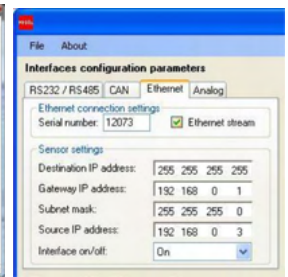 File About
Interfaces configuration parameters
RS232 / RS485 CAN Ethernet Analog
Ethernet connection settings
Serial number: 12073 Ethernet stream
Sensor settings
Destination IP address: 255 255 255 255
Gateway IP address: 192 168 0 1
Subnet mask: 255 255 255 0
Source IP address: 192 168 0 3
Interface on/off: On